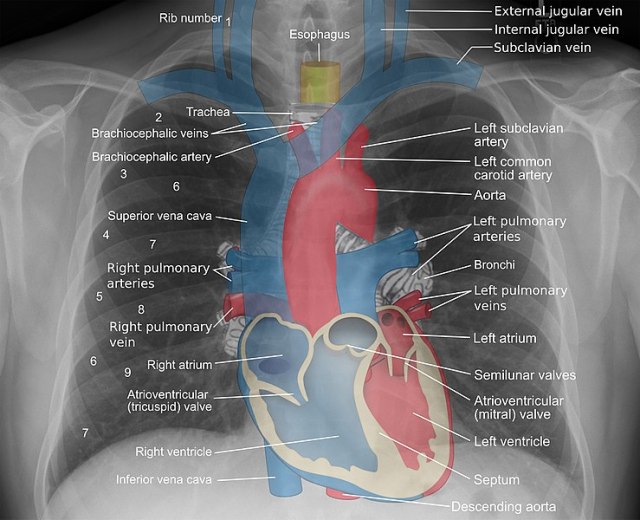 Rib number 1
Esophagus
External jugular vein
Internal jugular vein
Subclavian vein
Trachea
Brachiocephalic veins
Brachiocephalic artery
2
3
6
Superior vena cava
4
7
Right pulmonary
arteries
5
8
Right pulmonary
vein
6
9
Right atrium
Atrioventricular
(tricuspid) valve
7
Right ventricle
Inferior vena cava
Left subclavian
artery
Left common
carotid artery
Aorta
Left pulmonary
arteries
Bronchi
Left pulmonary
veins
Left atrium
Semilunar valves
Atrioventricular
(mitral) valve
Left ventricle
Septum
Descending aorta